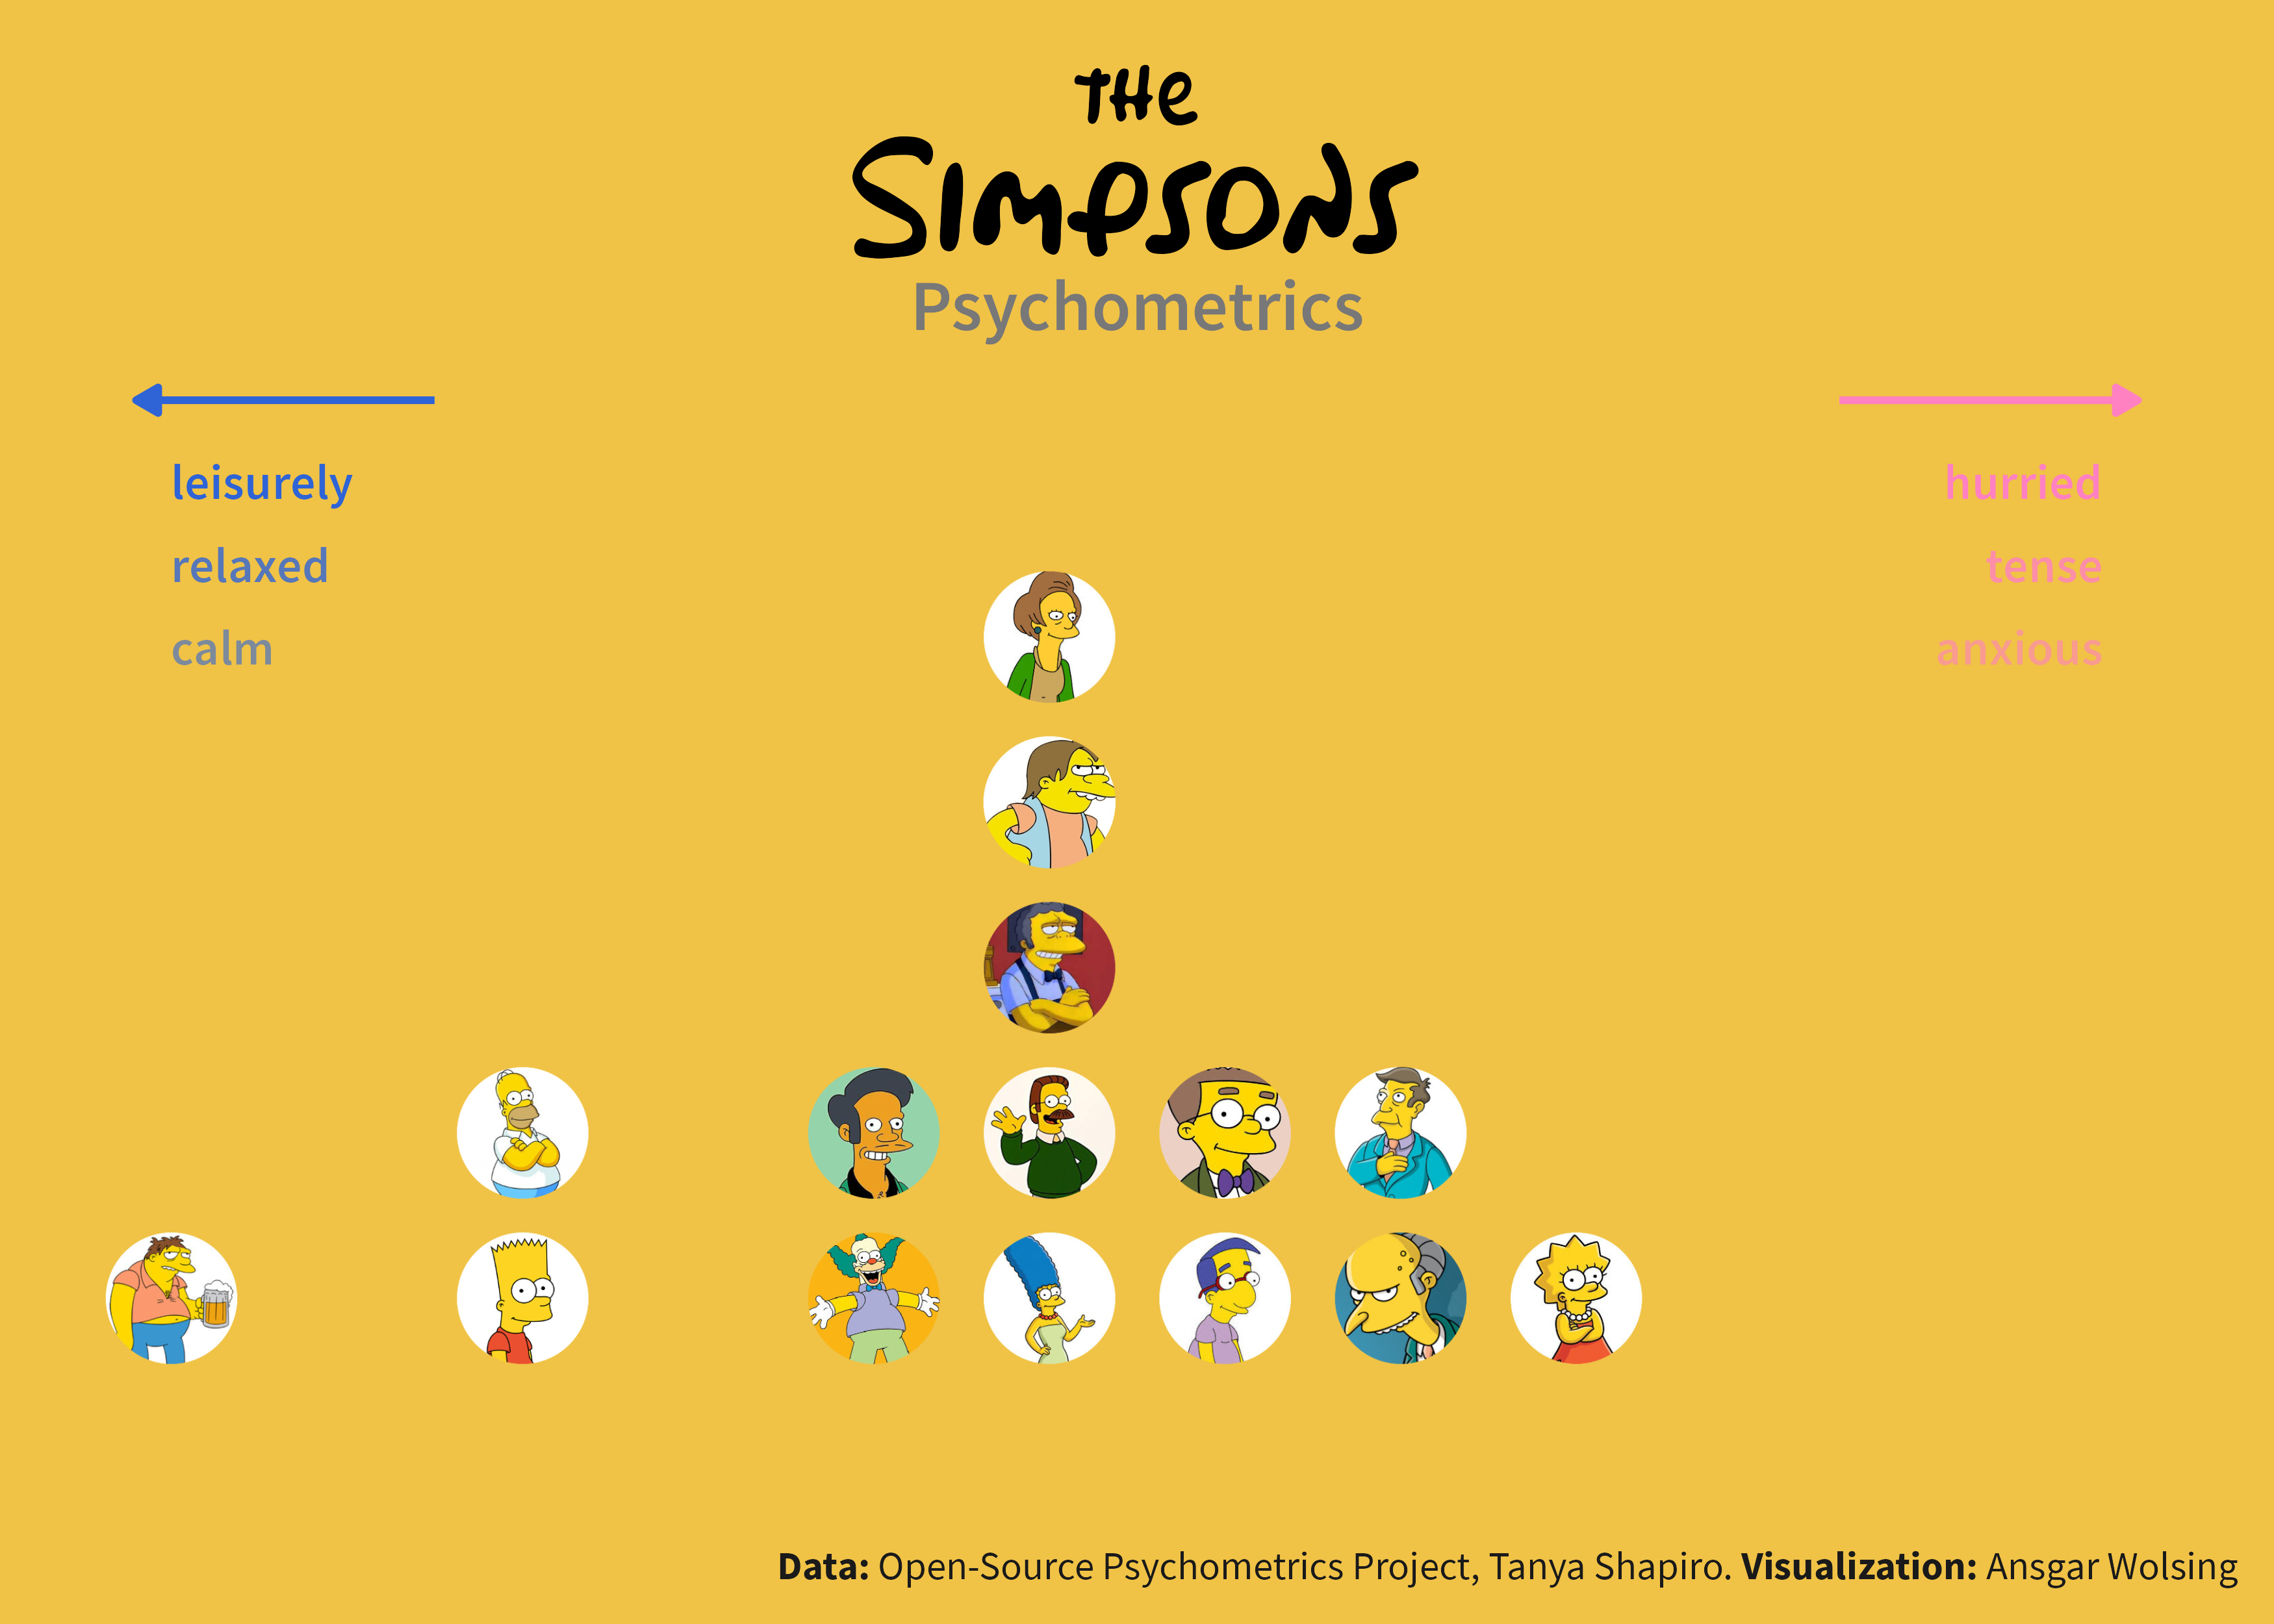 THE
SIMPSONS
Psychometrics
leisurely
relaxed
calm
hurried
tense
anxious
Data: Open-Source Psychometrics Project, Tanya Shapiro. Visualization: Ansgar Wolsing